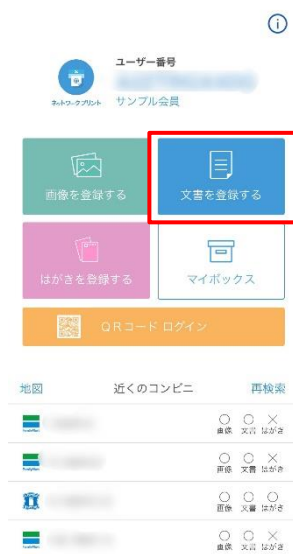 ユーザー番号
ネットワークプリント
サンプル会員
画像を登録する
文書を登録する
はがきを登録する
マイボックス
QRコード ログイン
地図 近くのコンビニ 再検索
○ ○ ×
画像 文書 はがき
○ ○ ×
画像 文書 はがき
○ ○ ○
画像 文書 はがき
○ ○ ×
画像 文書 はがき